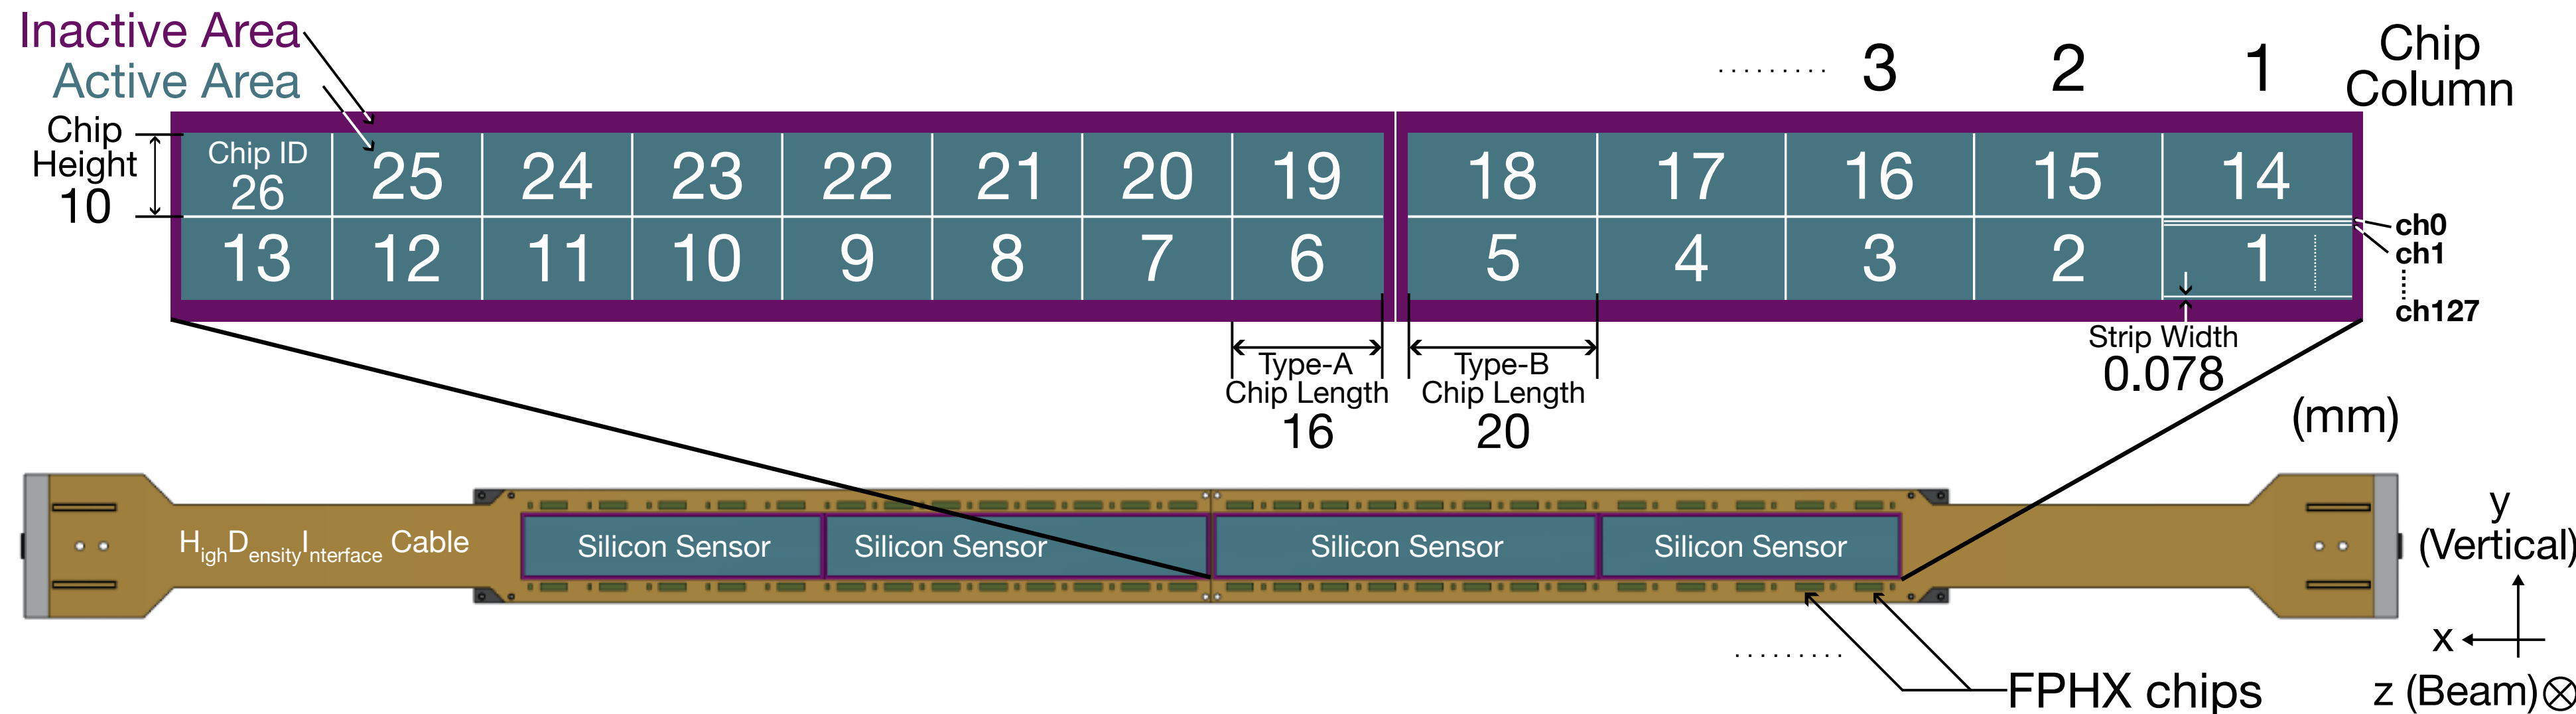 Inactive Area
Active Area
......... 3 2 1
Chip
Column
Chip
Height
10
Chip ID
26 25 24 23 22 21 20 19 18 17 16 15 14
13 12 11 10 9 8 7 6 5 4 3 2 1
ch0
ch1
ch127
Type-A
Chip Length
16
Type-B
Chip Length
20
Strip Width
0.078
(mm)
HighDensityInterface Cable
Silicon Sensor
Silicon Sensor
Silicon Sensor
Silicon Sensor
y
(Vertical)
x
z (Beam)
.........
FPHX chips